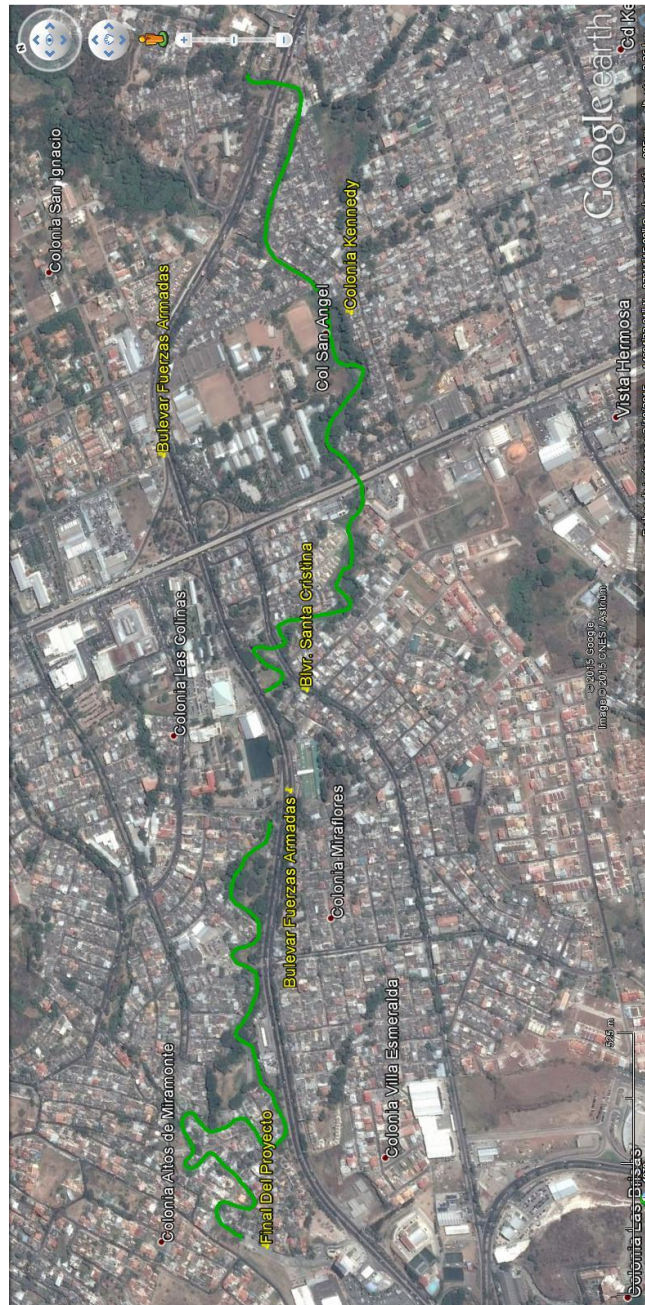 N
Colonia San Ignacio
Bulevar Fuerzas Armadas
Colonia Las Colinas
Colonia Altos de Miramonte
Final Del Proyecto
Bulevar Fuerzas Armadas
Blvr. Santa Cristina
Col San Angel
Colonia Kennedy
Colonia Miraflores
Colonia Villa Esmeralda
Vista Hermosa
Colonia Las Brisas
525 m
© 2015 Google
Image © 2015 CNES / Astrium
Google earth